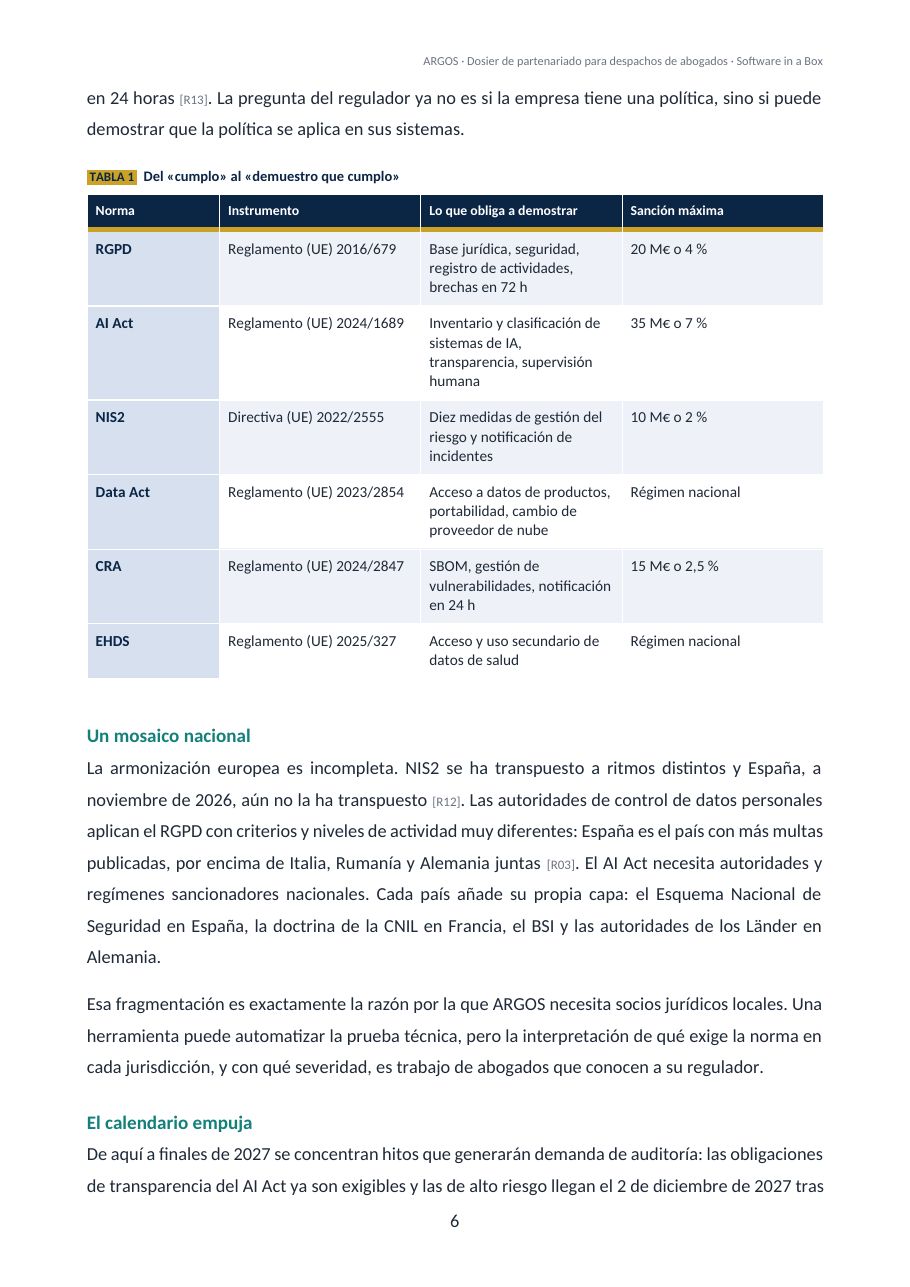 ARGOS · Dosier de partenariado para despachos de abogados · Software in a Box
en 24 horas [R13]. La pregunta del regulador ya no es si la empresa tiene una política, sino si puede
demostrar que la política se aplica en sus sistemas.
TABLA 1 Del «cumplo» al «demuestro que cumplo»
Norma Instrumento Lo que obliga a demostrar Sanción máxima
RGPD Reglamento (UE) 2016/679 Base jurídica, seguridad, 20 M€ o 4 %
registro de actividades,
brechas en 72 h
AI Act Reglamento (UE) 2024/1689 Inventario y clasificación de 35 M€ o 7 %
sistemas de IA,
transparencia, supervisión
humana
NIS2 Directiva (UE) 2022/2555 Diez medidas de gestión del 10 M€ o 2 %
riesgo y notificación de
incidentes
Data Act Reglamento (UE) 2023/2854 Acceso a datos de productos, Régimen nacional
portabilidad, cambio de
proveedor de nube
CRA Reglamento (UE) 2024/2847 SBOM, gestión de 15 M€ o 2,5 %
vulnerabilidades, notificación
en 24 h
EHDS Reglamento (UE) 2025/327 Acceso y uso secundario de Régimen nacional
datos de salud
Un mosaico nacional
La armonización europea es incompleta. NIS2 se ha transpuesto a ritmos distintos y España, a
noviembre de 2026, aún no la ha transpuesto [R12]. Las autoridades de control de datos personales
aplican el RGPD con criterios y niveles de actividad muy diferentes: España es el país con más multas
publicadas, por encima de Italia, Rumanía y Alemania juntas [R03]. El AI Act necesita autoridades y
regímenes sancionadores nacionales. Cada país añade su propia capa: el Esquema Nacional de
Seguridad en España, la doctrina de la CNIL en Francia, el BSI y las autoridades de los Länder en
Alemania.
Esa fragmentación es exactamente la razón por la que ARGOS necesita socios jurídicos locales. Una
herramienta puede automatizar la prueba técnica, pero la interpretación de qué exige la norma en
cada jurisdicción, y con qué severidad, es trabajo de abogados que conocen a su regulador.
El calendario empuja
De aquí a finales de 2027 se concentran hitos que generarán demanda de auditoría: las obligaciones
de transparencia del AI Act ya son exigibles y las de alto riesgo llegan el 2 de diciembre de 2027 tras
6